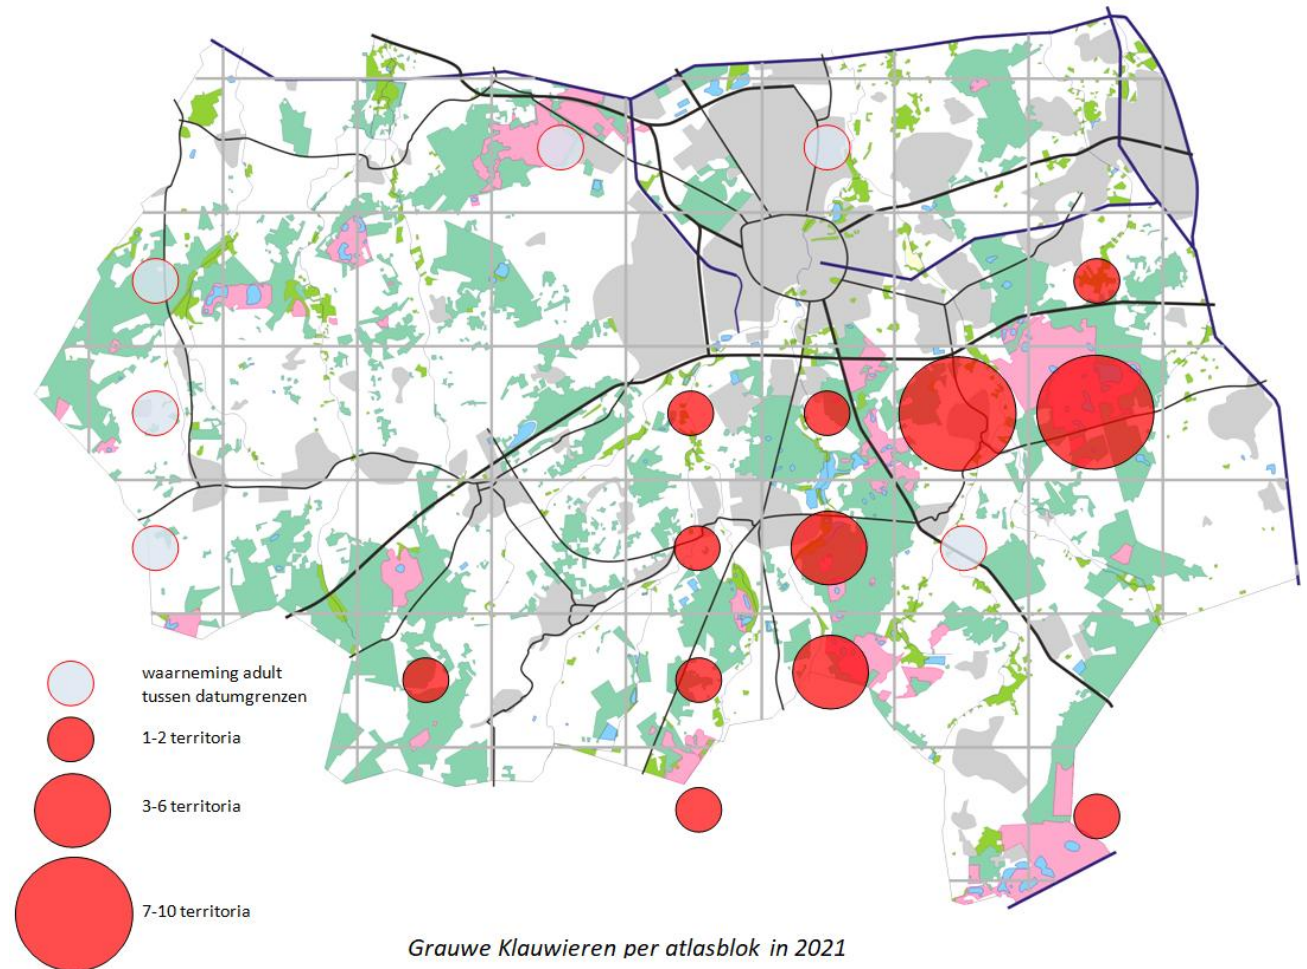 waarneming adult
tussen datumgrenzen
1-2 territoria
3-6 territoria
7-10 territoria
Grauwe Klauwieren per atlasblok in 2021